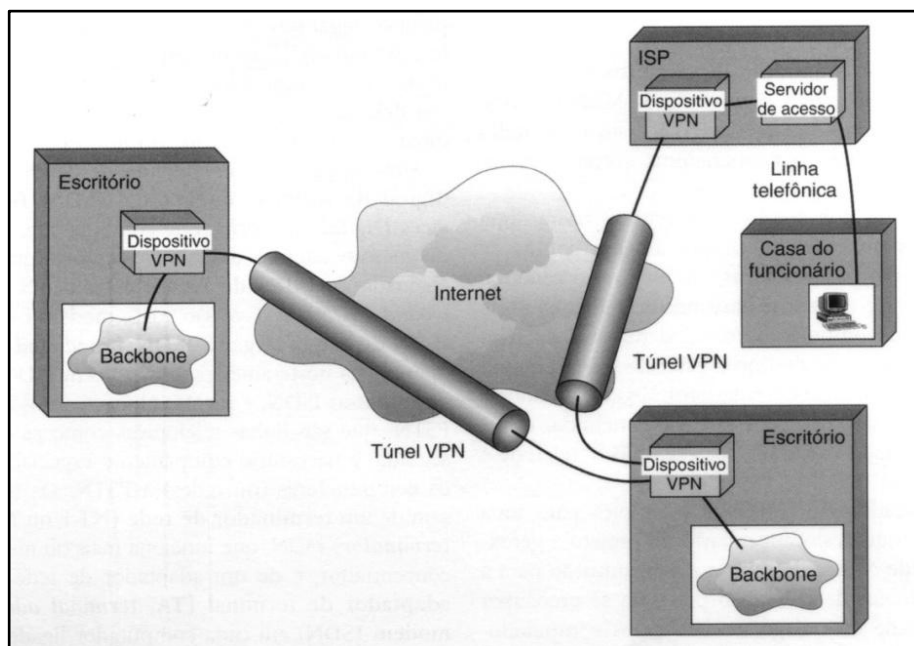 ISP
Dispositivo
VPN
Servidor
de acesso
Linha
telefônica
Casa do
funcionário
Escritório
Dispositivo
VPN
Backbone
Internet
Túnel VPN
Túnel VPN
Escritório
Dispositivo
VPN
Backbone